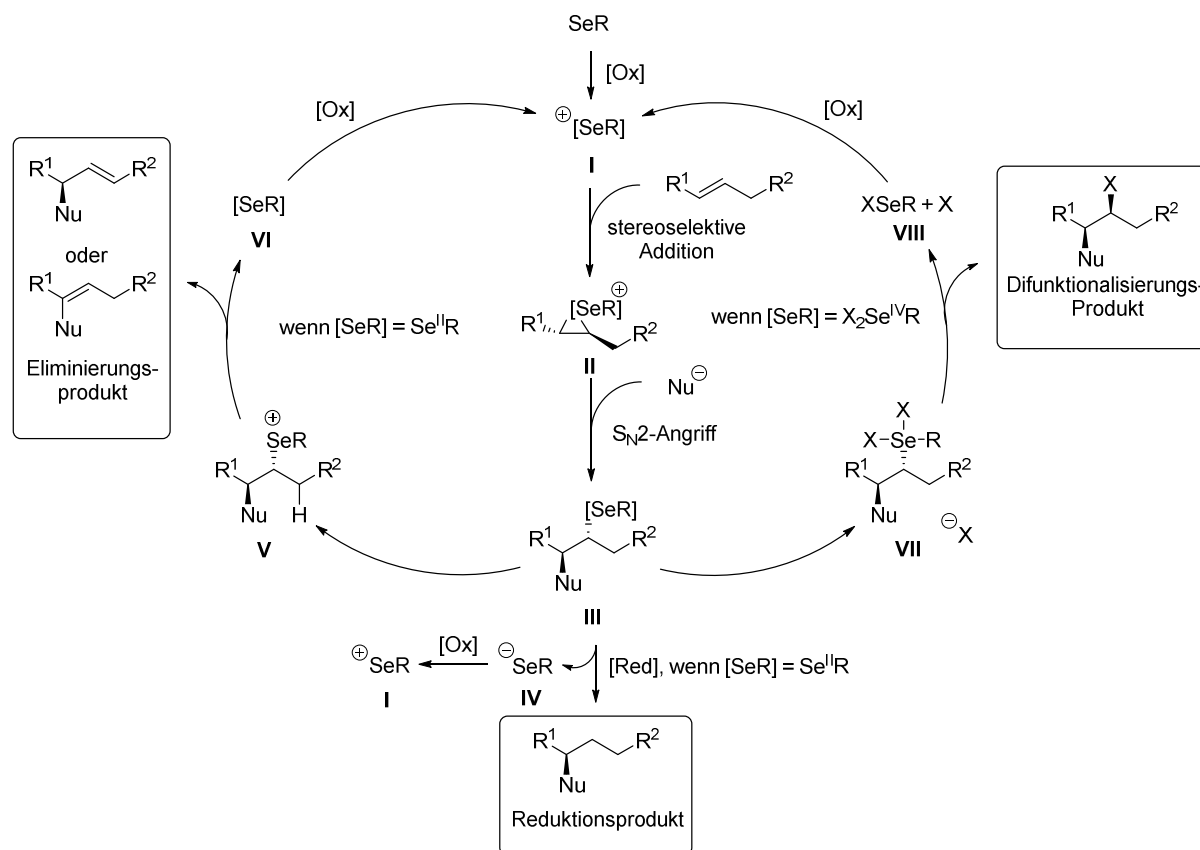 SeR
[Ox]
[Ox]
[Ox]
⊕[SeR]
I
R¹ R²
Nu
oder
R¹ R²
Nu
Eliminierungs-
produkt
[SeR]
VI
R¹ R²
stereoselektive
Addition
XSeR + X
VIII
X
R¹ R²
Nu
Difunktionalisierungs-
Produkt
wenn [SeR] = SeᴵᴵR
[SeR]⊕
R¹ R²
II
wenn [SeR] = X₂SeᴵⱽR
Nu⊖
S_N2-Angriff
⊕
SeR
R¹ R²
Nu H
V
X
X-Se-R
R¹ R²
Nu
⊖X
VII
[SeR]
R¹ R²
Nu
III
⊕SeR
I
[Ox]
⊖SeR
IV
[Red], wenn [SeR] = SeᴵᴵR
R¹ R²
Nu
Reduktionsprodukt